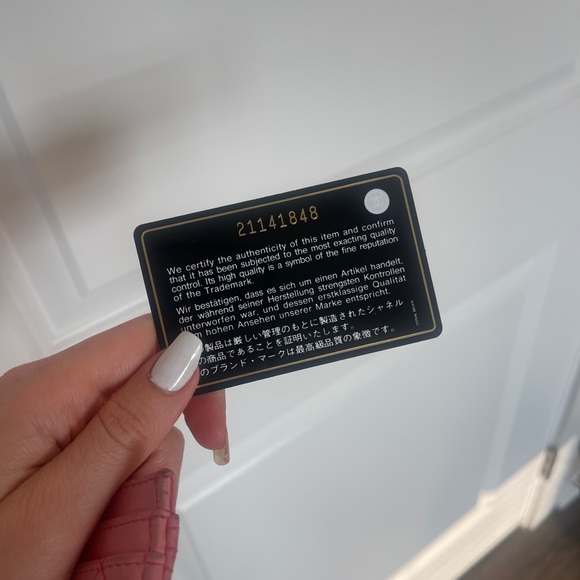 21141848
We certify the authenticity of this item and confirm
that it has been subjected to the most exacting quality
control. Its high quality is a symbol of the fine reputation
of the Trademark.
Wir bestätigen, dass es sich um einen Artikel handelt,
der während seiner Herstellung strengsten Kontrollen
unterworfen war, und dessen erstklassige Qualität
hohen Ansehen unserer Marke entspricht.
製品は厳しい管理のもとに製造されたシャネル
の商品であることを証明いたします。
のブランド・マークは最高級品質の象徴です。